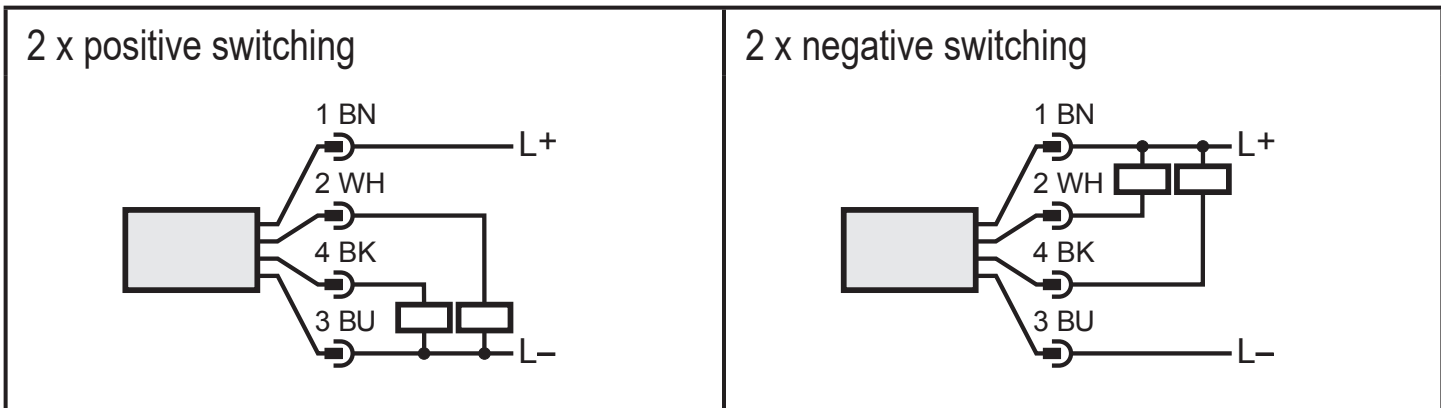 2 x positive switching
1 BN
L+
2 WH
4 BK
3 BU
L–
2 x negative switching
1 BN
L+
2 WH
4 BK
3 BU
L–